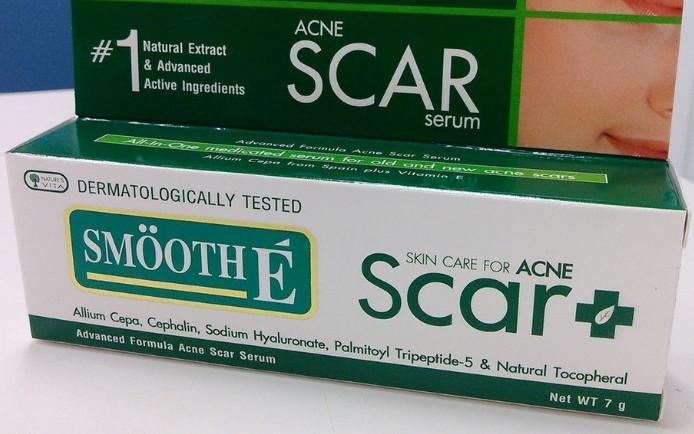 #1
Natural Extract
& Advanced
Active Ingredients
ACNE
SCAR
serum
Advanced Formula Acne Scar Serum
All-In-One medicated serum for old and new acne scars
Allium Cepa from Spain plus Vitamin E
NATURE'S
VITA
DERMATOLOGICALLY TESTED
SMÖOTH É
SKIN CARE FOR ACNE
Scar
Allium Cepa, Cephalin, Sodium Hyaluronate, Palmitoyl Tripeptide-5 & Natural Tocopheral
Advanced Formula Acne Scar Serum
Net WT 7 g